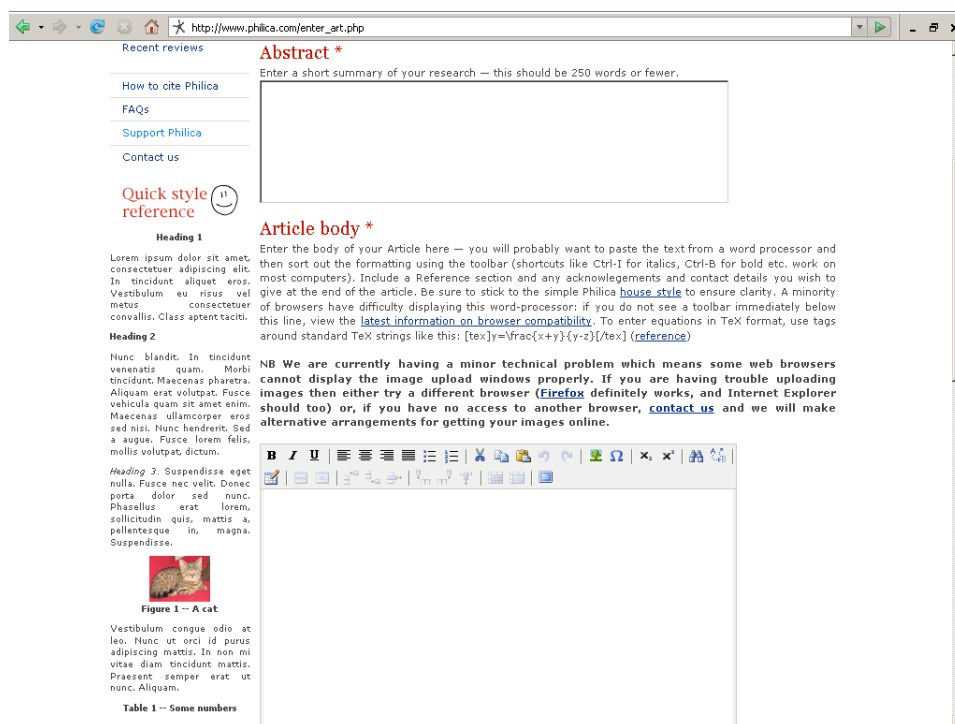 http://www.philica.com/enter_art.php
Recent reviews
How to cite Philica
FAQs
Support Philica
Contact us
Quick style
reference
Heading 1
Lorem ipsum dolor sit amet,
consectetuer adipiscing elit.
In tincidunt aliquet eros.
Vestibulum eu risus vel
metus consectetuer
convallis. Class aptent taciti.
Heading 2
Nunc blandit. In tincidunt
venenatis quam. Morbi
tincidunt. Maecenas pharetra.
Aliquam erat volutpat. Fusce
vehicula quam sit amet enim.
Maecenas ullamcorper eros
sed nisi. Nunc hendrerit. Sed
a augue. Fusce lorem felis,
mollis volutpat, dictum.
Heading 3. Suspendisse eget
nulla. Fusce nec velit. Donec
porta dolor sed nunc.
Phasellus erat lorem,
sollicitudin quis, mattis a,
pellentesque in, magna.
Suspendisse.
Figure 1 -- A cat
Vestibulum congue odio at
leo. Nunc ut orci id purus
adipiscing mattis. In non mi
vitae diam tincidunt mattis.
Praesent semper erat ut
nunc. Aliquam.
Table 1 -- Some numbers
Abstract *
Enter a short summary of your research — this should be 250 words or fewer.
Article body *
Enter the body of your Article here — you will probably want to paste the text from a word processor and
then sort out the formatting using the toolbar (shortcuts like Ctrl-I for italics, Ctrl-B for bold etc. work on
most computers). Include a Reference section and any acknowlegements and contact details you wish to
give at the end of the article. Be sure to stick to the simple Philica house style to ensure clarity. A minority
of browsers have difficulty displaying this word-processor: if you do not see a toolbar immediately below
this line, view the latest information on browser compatibility. To enter equations in TeX format, use tags
around standard TeX strings like this: [tex]y=\frac{x+y}{y-z}[/tex] (reference)
NB We are currently having a minor technical problem which means some web browsers
cannot display the image upload windows properly. If you are having trouble uploading
images then either try a different browser (Firefox definitely works, and Internet Explorer
should too) or, if you have no access to another browser, contact us and we will make
alternative arrangements for getting your images online.
B I U